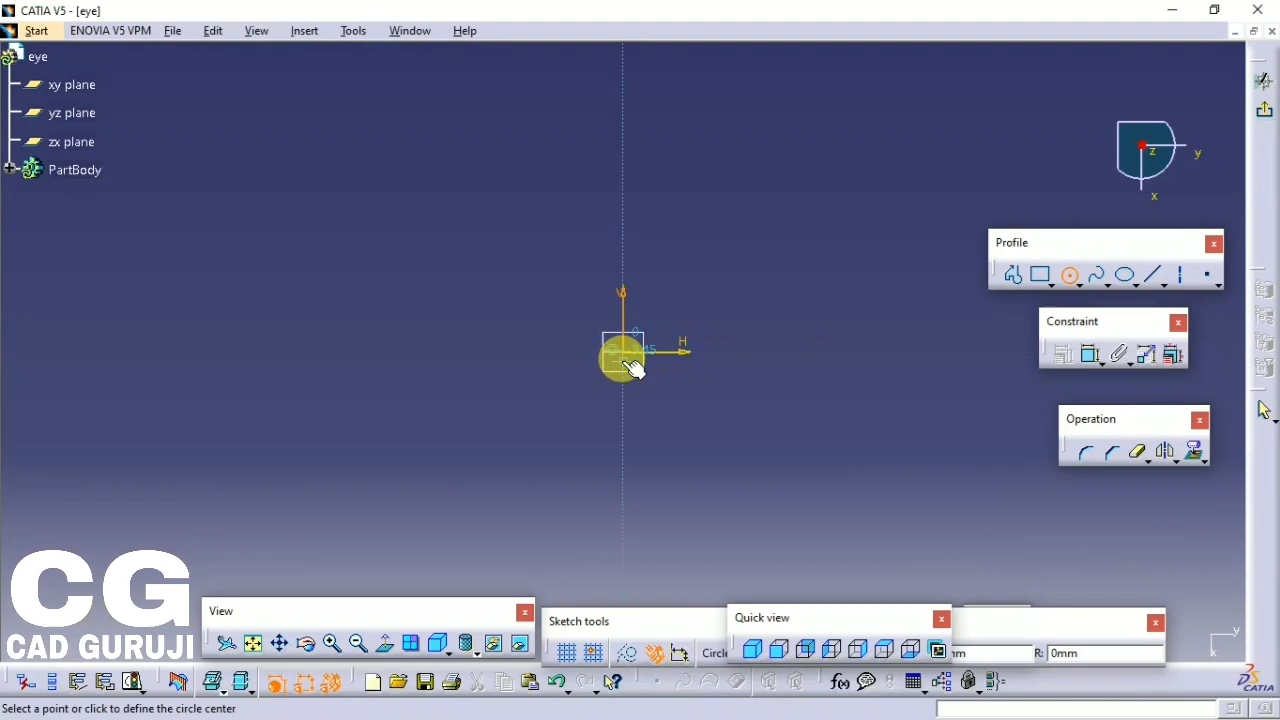 CATIA V5 - [eye]
Start ENOVIA V5 VPM File Edit View Insert Tools Window Help
eye
xy plane
yz plane
zx plane
PartBody
z
y
x
Profile
Constraint
Operation
V
H
0
CG
CAD GURUJI
View
Sketch tools
Quick view
Circle
R: 0mm
y
x
CATIA
f(x)
Select a point or click to define the circle center